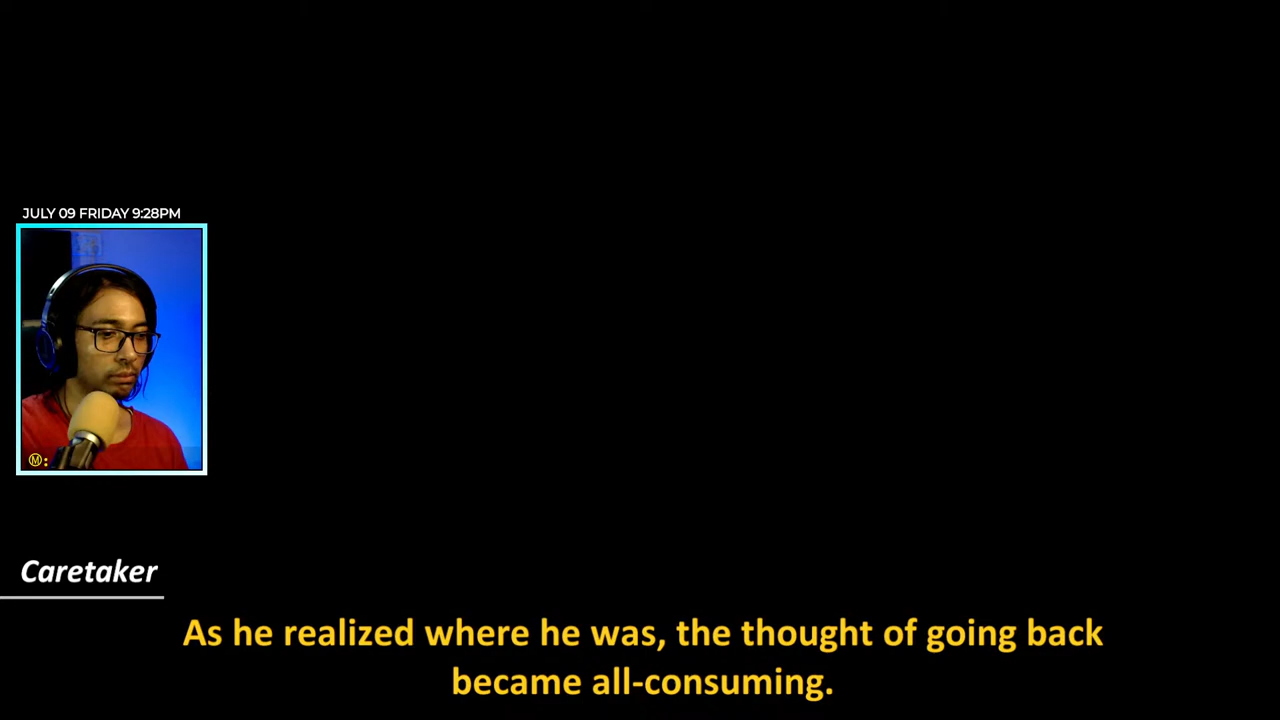 JULY 09 FRIDAY 9:28PM
Ⓜ:
Caretaker
As he realized where he was, the thought of going back
became all-consuming.